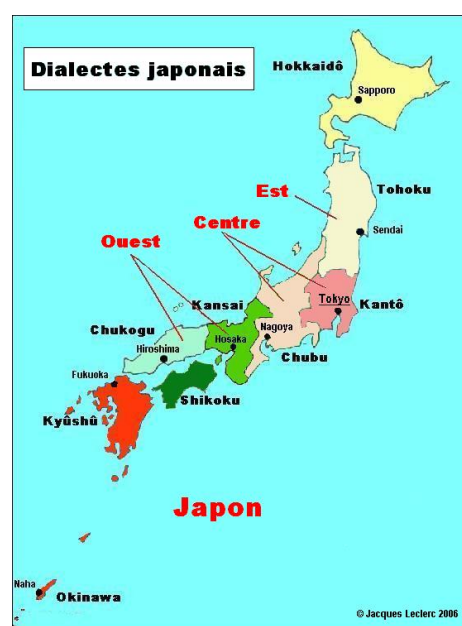 Dialectes japonais
Hokkaidô
Sapporo
Est
Tohoku
Centre
Sendai
Ouest
Kansai
Tokyo
Kantô
Chukogu
Nagoya
Hosaka
Hiroshima
Chubu
Fukuoka
Shikoku
Kyûshû
Japon
Naha
Okinawa
© Jacques Leclerc 2006